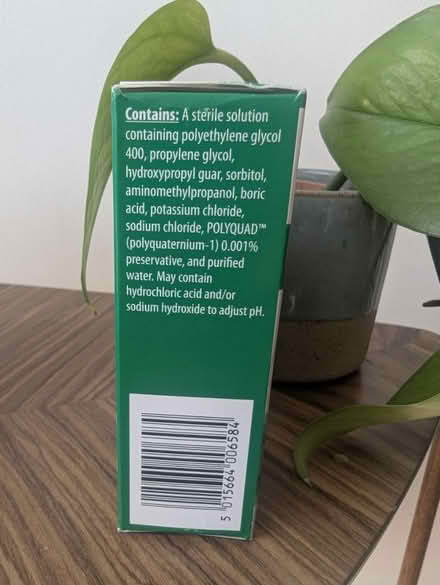 Contains: A sterile solution
containing polyethylene glycol
400, propylene glycol,
hydroxypropyl guar, sorbitol,
aminomethylpropanol, boric
acid, potassium chloride,
sodium chloride, POLYQUAD™
(polyquaternium-1) 0.001%
preservative, and purified
water. May contain
hydrochloric acid and/or
sodium hydroxide to adjust pH.
5 015664 006584